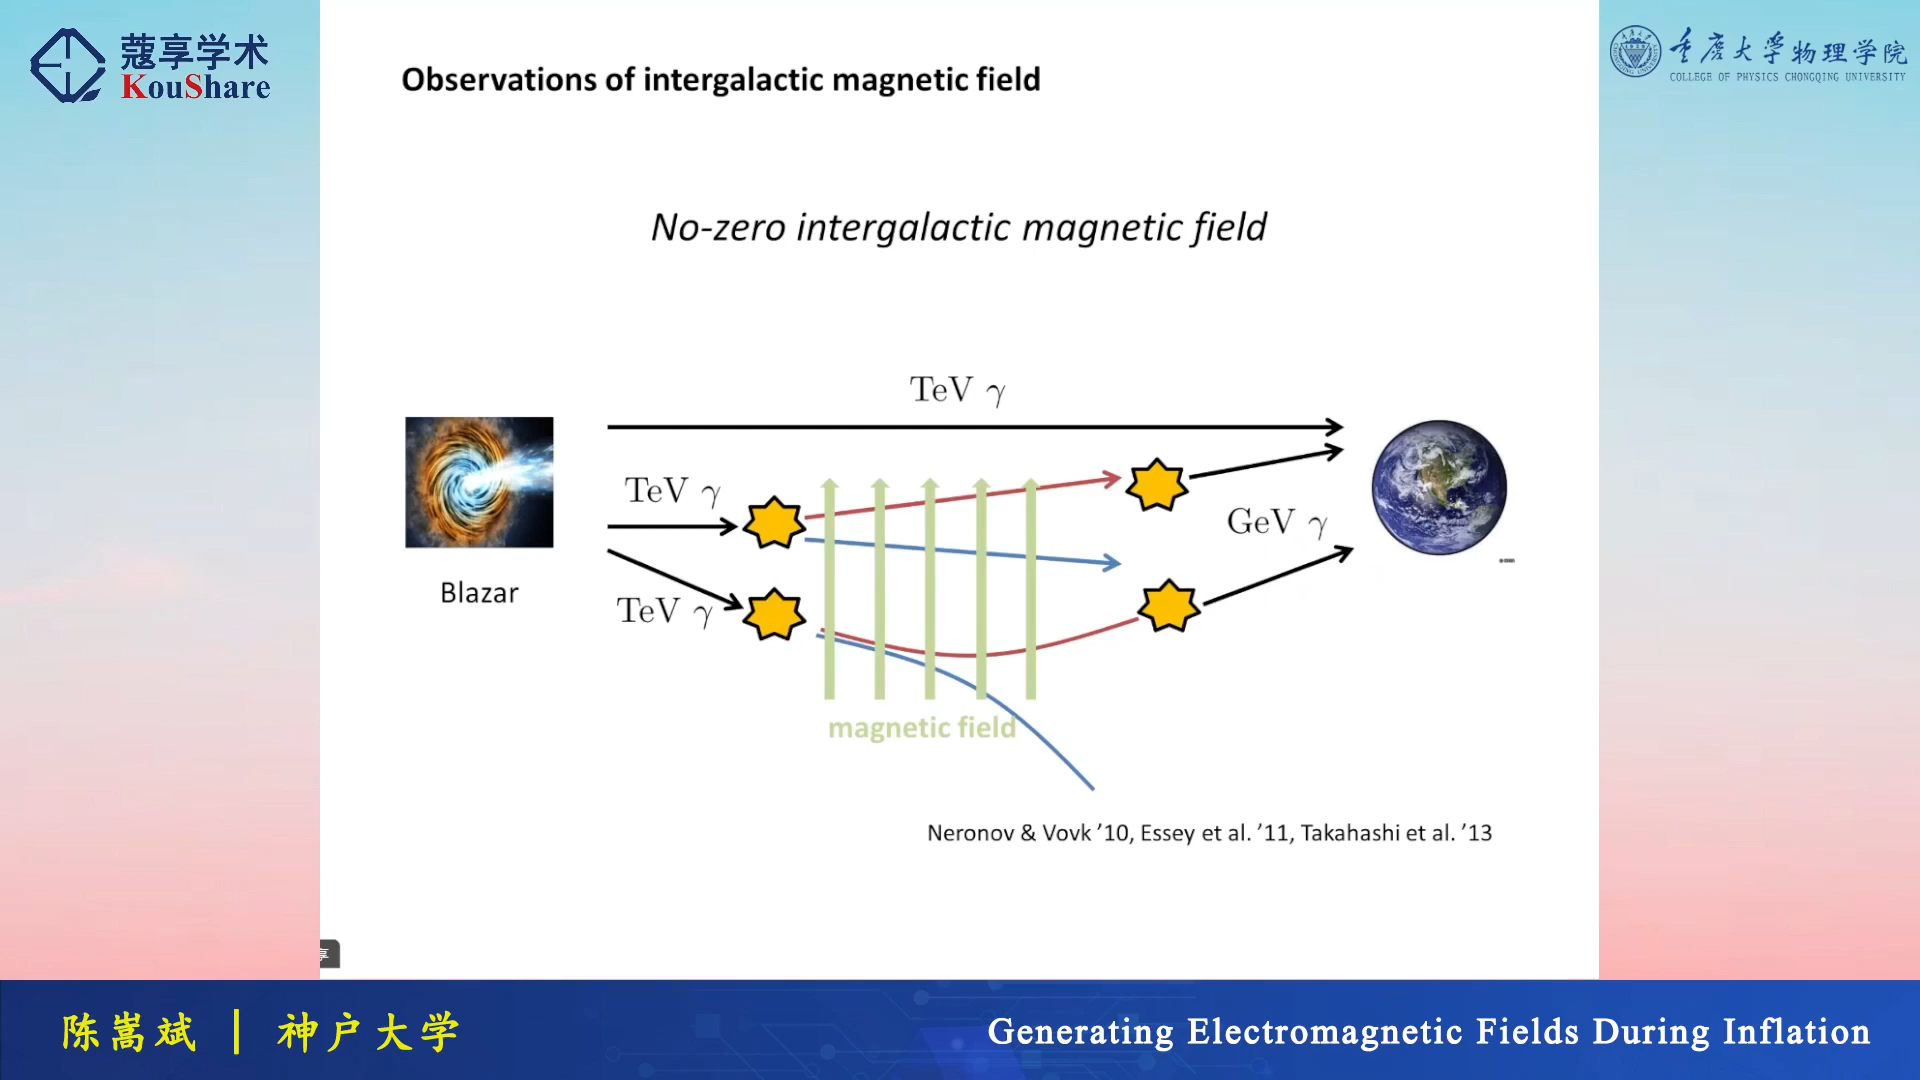 蔻享学术
KouShare
重庆大学物理学院
COLLEGE OF PHYSICS CHONGQING UNIVERSITY
Observations of intergalactic magnetic field
No-zero intergalactic magnetic field
TeV γ
TeV γ
GeV γ
Blazar
TeV γ
magnetic field
Neronov & Vovk ’10, Essey et al. ’11, Takahashi et al. ’13
享
陈嵩斌 | 神户大学
Generating Electromagnetic Fields During Inflation